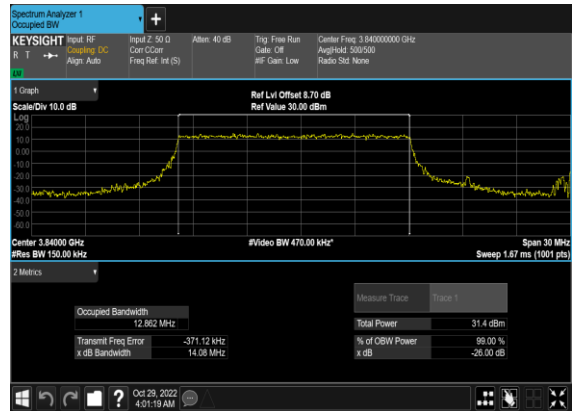 Spectrum Analyzer 1
Occupied BW
+
KEYSIGHT Input: RF Input Z: 50 Ω Atten: 40 dB Trig: Free Run Center Freq: 3.840000000 GHz
R T Coupling: DC Corr CCorr Gate: Off Avg|Hold: 500/500
Align: Auto Freq Ref: Int (S) #IF Gain: Low Radio Std: None
1 Graph
Ref Lvl Offset 8.70 dB
Scale/Div 10.0 dB Ref Value 30.00 dBm
Log
20.0
10.0
0.00
-10.0
-20.0
-30.0
-40.0
-50.0
-60.0
Center 3.84000 GHz #Video BW 470.00 kHz* Span 30 MHz
#Res BW 150.00 kHz Sweep 1.67 ms (1001 pts)
2 Metrics
Measure Trace Trace 1
Occupied Bandwidth
12.862 MHz Total Power 31.4 dBm
Transmit Freq Error -371.12 kHz % of OBW Power 99.00 %
x dB Bandwidth 14.08 MHz x dB -26.00 dB
? Oct 29, 2022
4:01:19 AM